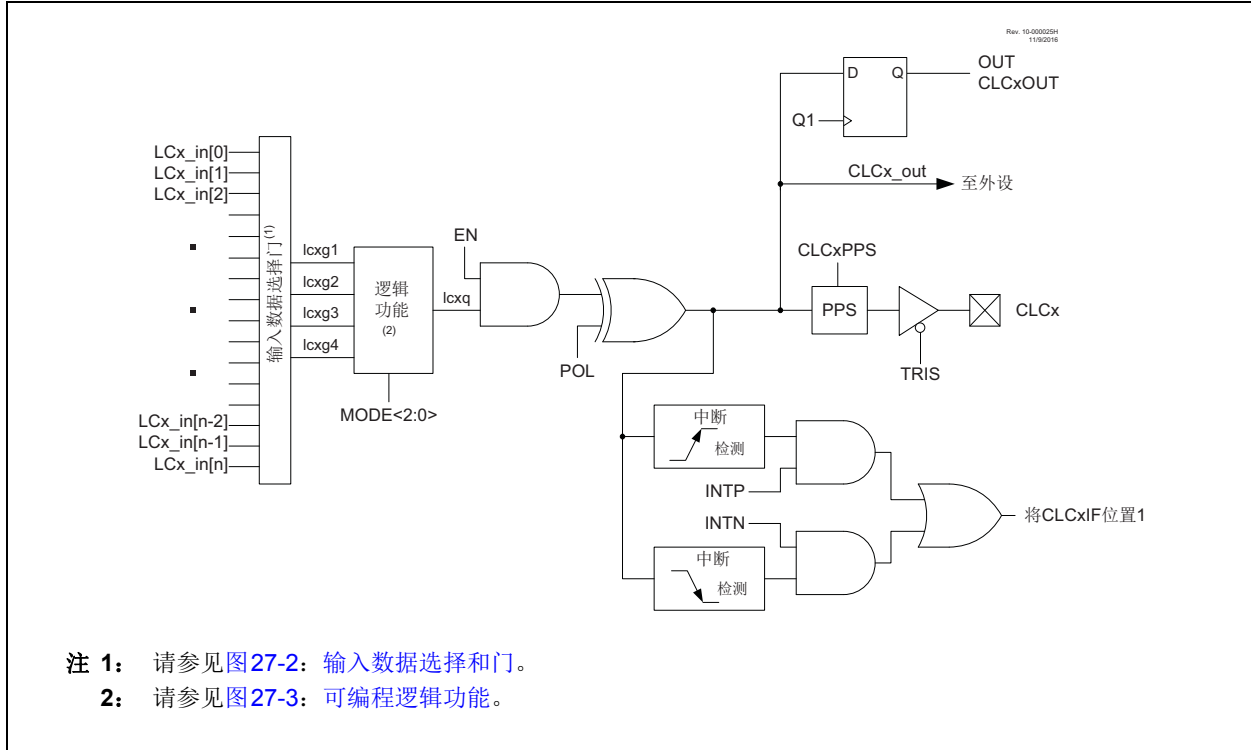 Rev. 10-000025H
11/9/2016
OUT
CLCxOUT
D
Q
Q1
CLCx_out
至外设
LCx_in[0]
LCx_in[1]
LCx_in[2]
输入数据选择门(1)
lcxg1
lcxg2
lcxg3
lcxg4
逻辑
功能
(2)
MODE<2:0>
lcxq
EN
POL
CLCxPPS
PPS
CLCx
TRIS
LCx_in[n-2]
LCx_in[n-1]
LCx_in[n]
中断
检测
INTP
INTN
中断
检测
将CLCxIF位置1
注 1： 请参见图27-2：输入数据选择和门。
2： 请参见图27-3：可编程逻辑功能。